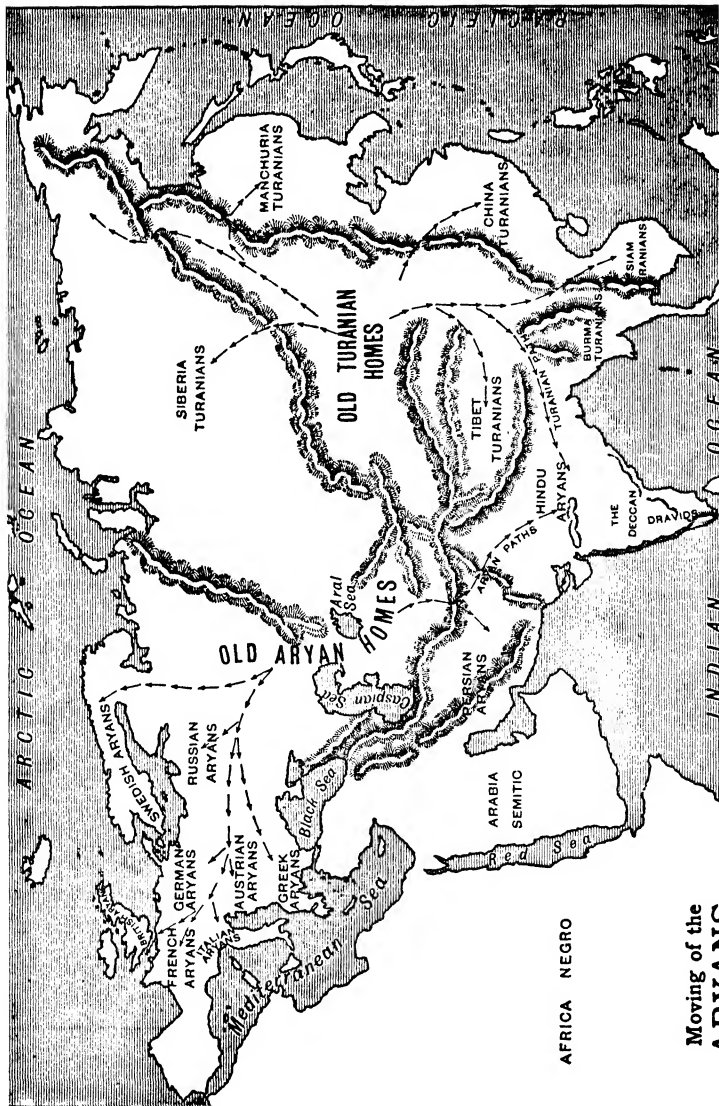 ARCTIC OCEAN
PACIFIC OCEAN
INDIAN OCEAN
SIBERIA
TURANIANS
MANCHURIA
TURANIANS
OLD TURANIAN
HOMES
CHINA
TURANIANS
SIAM
BURMA
TURANIANS
TURANIAN PATHS
TIBET
TURANIANS
HINDU
ARYANS
THE
DECCAN
DRAVIDS
ARYAN PATHS
Aral
Sea
OLD ARYAN
HOMES
Caspian
Sea
PERSIAN
ARYANS
SWEDISH ARYANS
RUSSIAN
ARYANS
GERMAN
ARYANS
AUSTRIAN
ARYANS
GREEK
ARYANS
FRENCH
ARYANS
ITALIAN
ARYANS
Black Sea
Mediterranean Sea
ARABIA
SEMITIC
Red Sea
AFRICA NEGRO
Moving of the
ARYANS